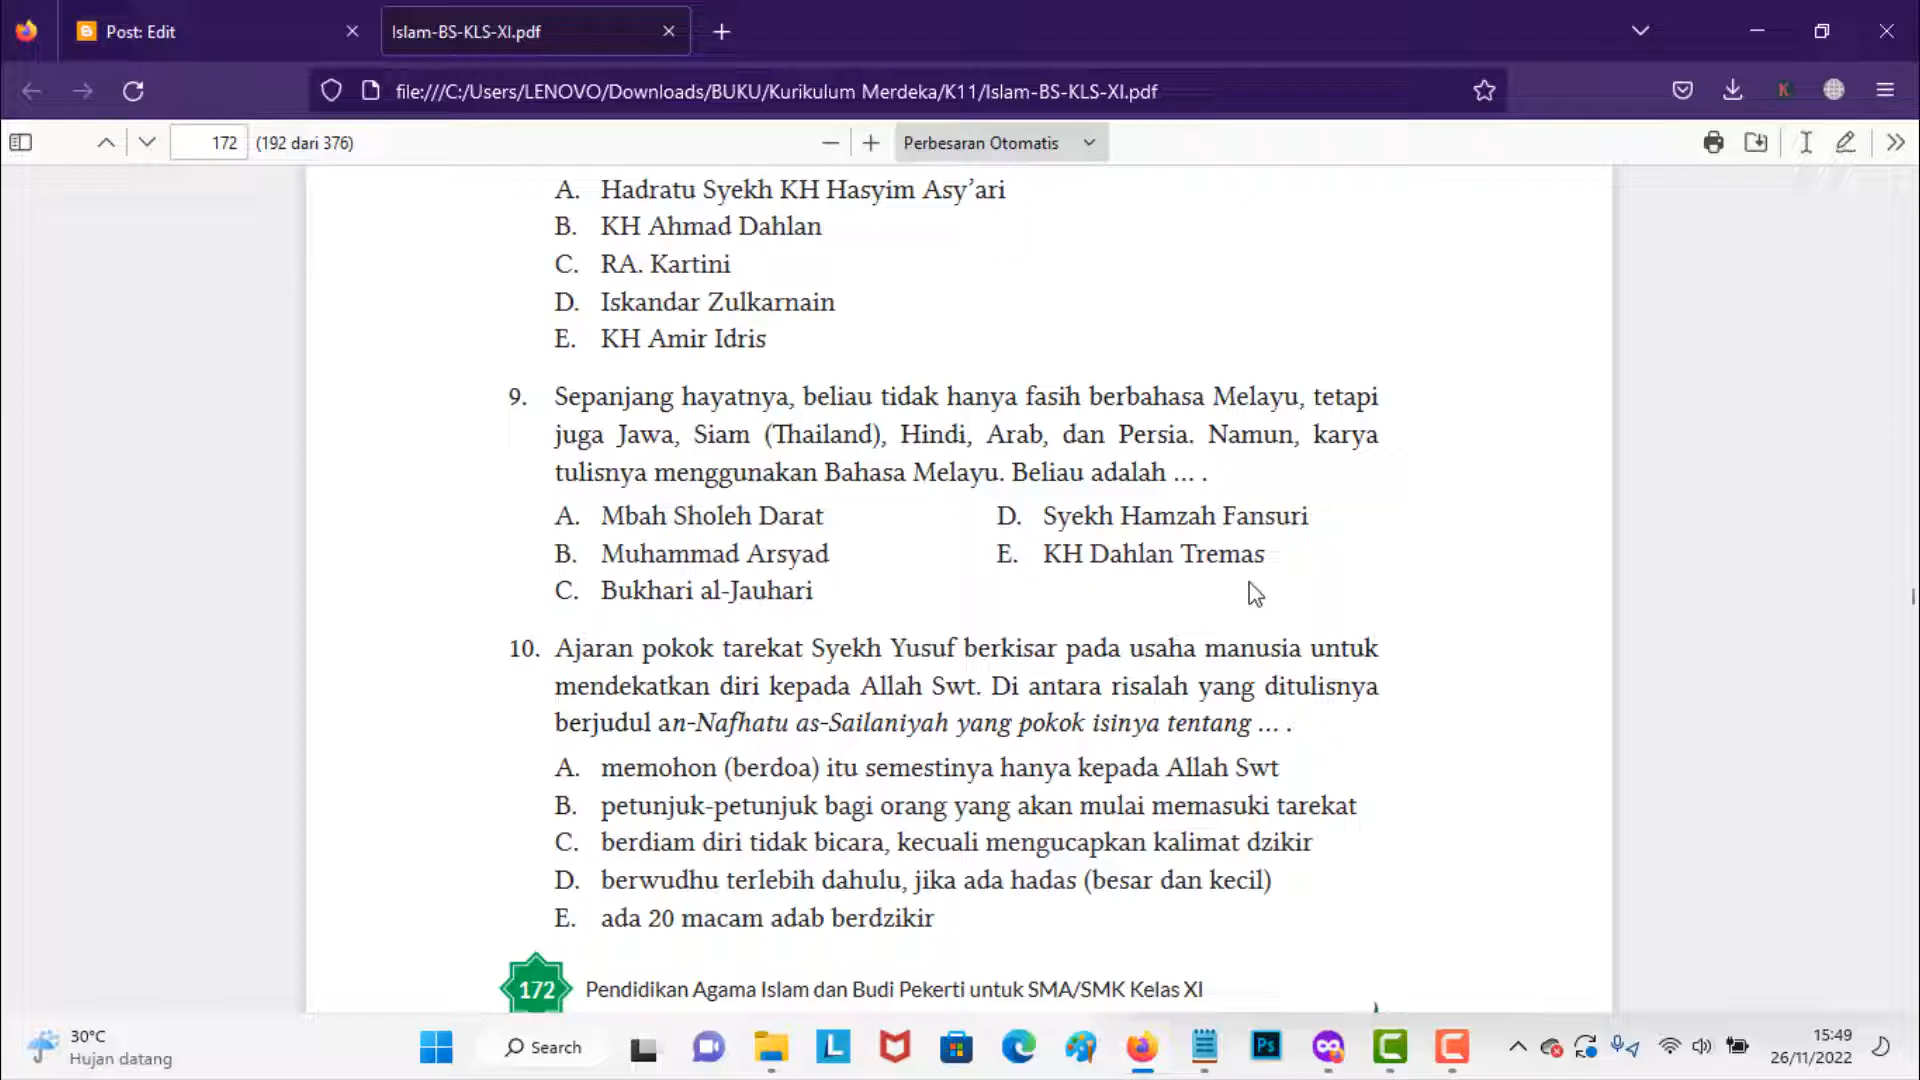 Post: Edit
Islam-BS-KLS-XI.pdf
file:///C:/Users/LENOVO/Downloads/BUKU/Kurikulum Merdeka/K11/Islam-BS-KLS-XI.pdf
K
172
(192 dari 376)
Perbesaran Otomatis
A. Hadratu Syekh KH Hasyim Asy’ari
B. KH Ahmad Dahlan
C. RA. Kartini
D. Iskandar Zulkarnain
E. KH Amir Idris
9. Sepanjang hayatnya, beliau tidak hanya fasih berbahasa Melayu, tetapi
juga Jawa, Siam (Thailand), Hindi, Arab, dan Persia. Namun, karya
tulisnya menggunakan Bahasa Melayu. Beliau adalah ... .
A. Mbah Sholeh Darat
B. Muhammad Arsyad
C. Bukhari al-Jauhari
D. Syekh Hamzah Fansuri
E. KH Dahlan Tremas
10. Ajaran pokok tarekat Syekh Yusuf berkisar pada usaha manusia untuk
mendekatkan diri kepada Allah Swt. Di antara risalah yang ditulisnya
berjudul an-Nafhatu as-Sailaniyah yang pokok isinya tentang ... .
A. memohon (berdoa) itu semestinya hanya kepada Allah Swt
B. petunjuk-petunjuk bagi orang yang akan mulai memasuki tarekat
C. berdiam diri tidak bicara, kecuali mengucapkan kalimat dzikir
D. berwudhu terlebih dahulu, jika ada hadas (besar dan kecil)
E. ada 20 macam adab berdzikir
172
Pendidikan Agama Islam dan Budi Pekerti untuk SMA/SMK Kelas XI
30°C
Hujan datang
Search
L
Ps
15:49
26/11/2022